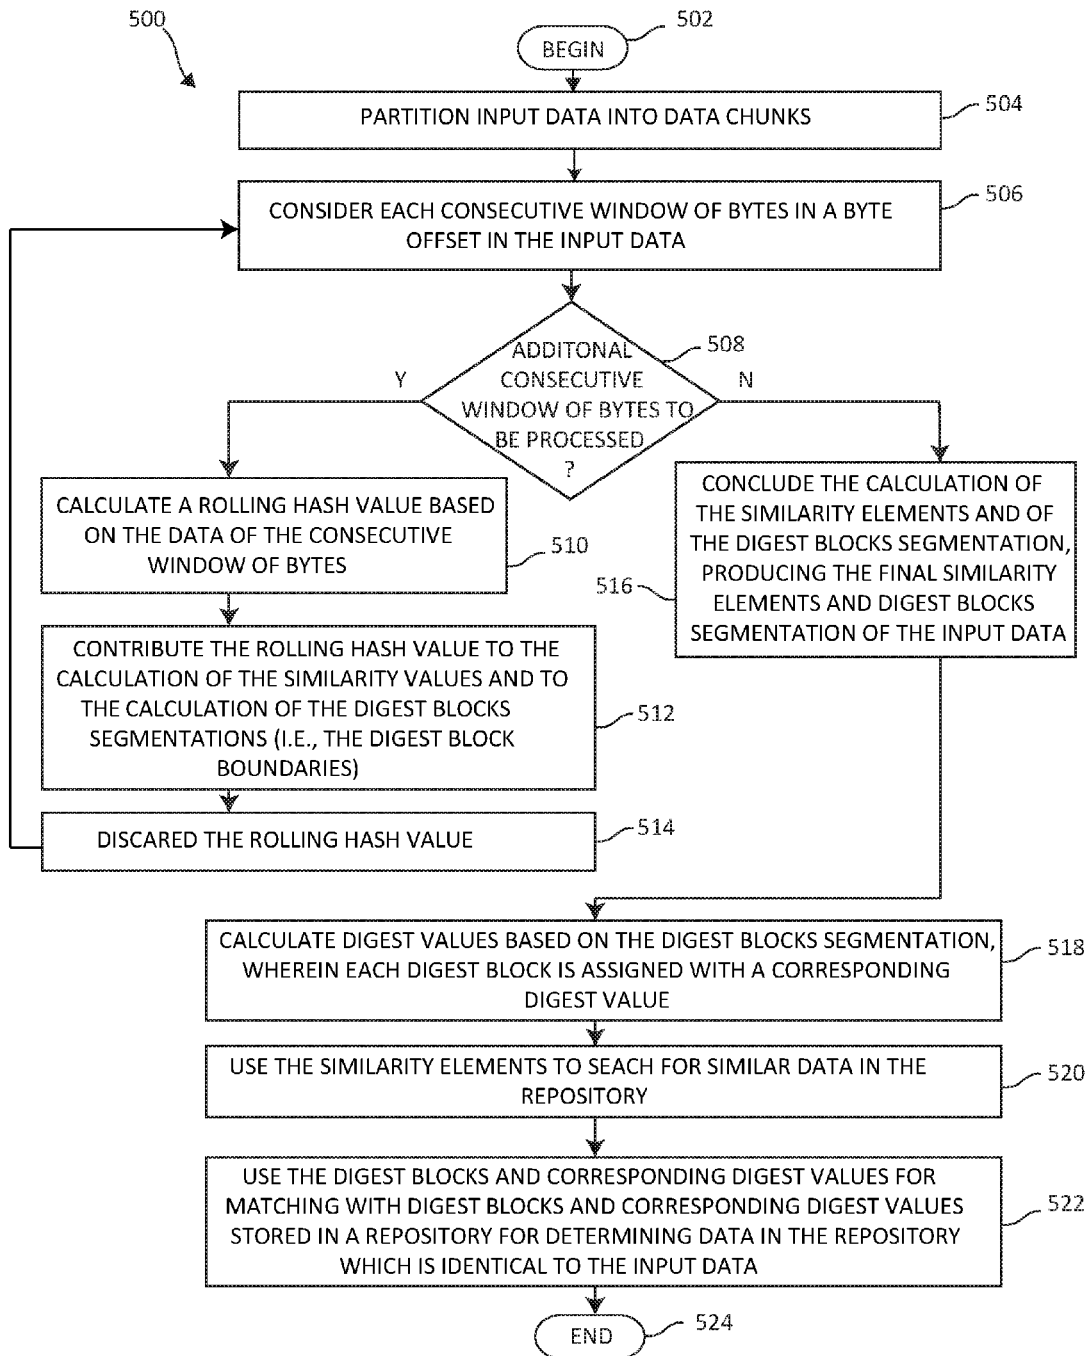 500
502
BEGIN
PARTITION INPUT DATA INTO DATA CHUNKS
504
CONSIDER EACH CONSECUTIVE WINDOW OF BYTES IN A BYTE
OFFSET IN THE INPUT DATA
506
ADDITONAL
CONSECUTIVE
WINDOW OF BYTES TO
BE PROCESSED
?
508
Y
N
CALCULATE A ROLLING HASH VALUE BASED
ON THE DATA OF THE CONSECUTIVE
WINDOW OF BYTES
510
CONTRIBUTE THE ROLLING HASH VALUE TO THE
CALCULATION OF THE SIMILARITY VALUES AND TO
THE CALCULATION OF THE DIGEST BLOCKS
SEGMENTATIONS (I.E., THE DIGEST BLOCK
BOUNDARIES)
512
DISCARED THE ROLLING HASH VALUE
514
CONCLUDE THE CALCULATION OF
THE SIMILARITY ELEMENTS AND OF
THE DIGEST BLOCKS SEGMENTATION,
PRODUCING THE FINAL SIMILARITY
ELEMENTS AND DIGEST BLOCKS
SEGMENTATION OF THE INPUT DATA
516
CALCULATE DIGEST VALUES BASED ON THE DIGEST BLOCKS SEGMENTATION,
WHEREIN EACH DIGEST BLOCK IS ASSIGNED WITH A CORRESPONDING
DIGEST VALUE
518
USE THE SIMILARITY ELEMENTS TO SEACH FOR SIMILAR DATA IN THE
REPOSITORY
520
USE THE DIGEST BLOCKS AND CORRESPONDING DIGEST VALUES FOR
MATCHING WITH DIGEST BLOCKS AND CORRESPONDING DIGEST VALUES
STORED IN A REPOSITORY FOR DETERMINING DATA IN THE REPOSITORY
WHICH IS IDENTICAL TO THE INPUT DATA
522
END
524